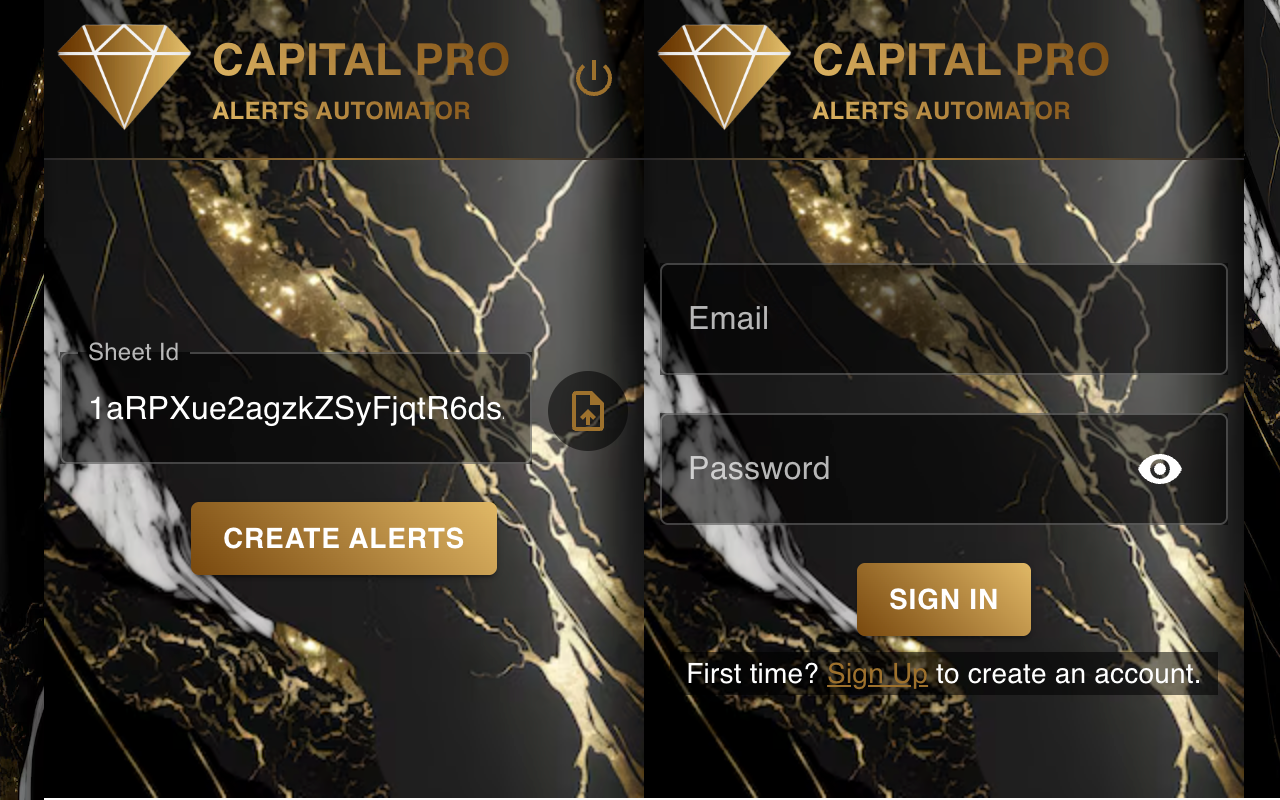 CAPITAL PRO
ALERTS AUTOMATOR
Sheet Id
1aRPXue2agzkZSyFjqtR6ds
CREATE ALERTS
CAPITAL PRO
ALERTS AUTOMATOR
Email
Password
SIGN IN
First time? Sign Up to create an account.